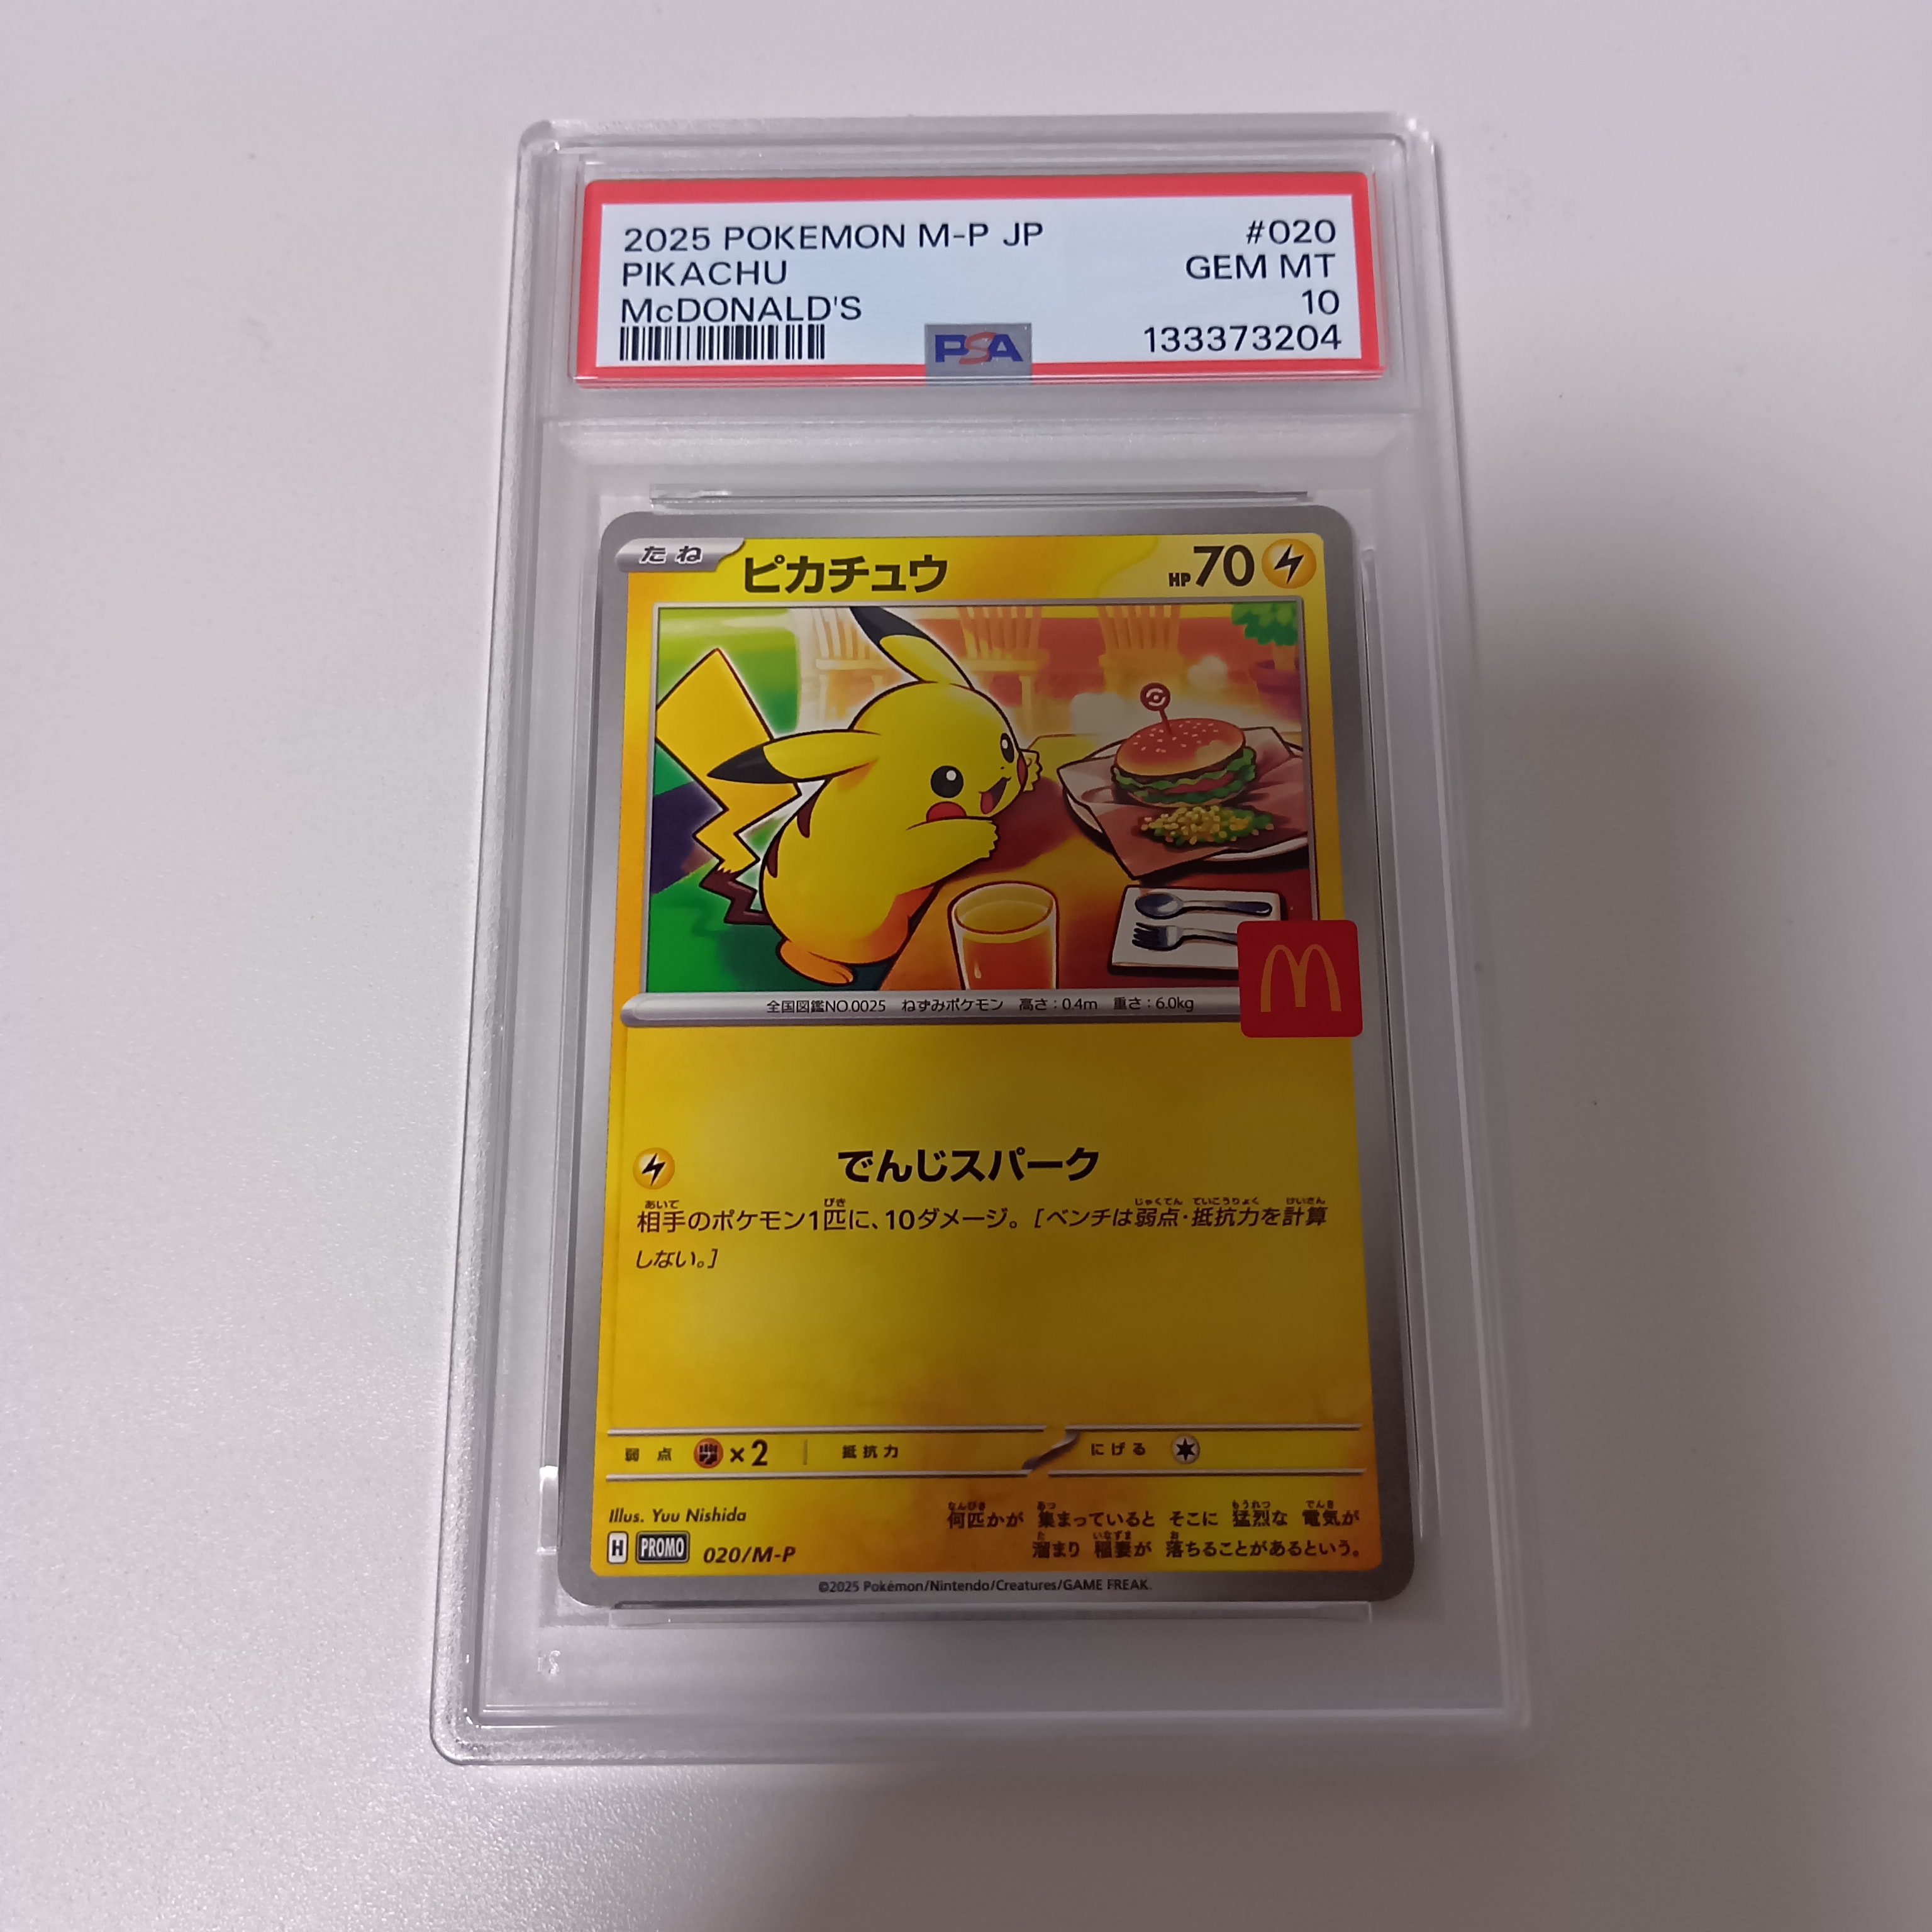 2025 POKEMON M-P JP #020
PIKACHU GEM MT
McDONALD'S 10
PSA 133373204
たね ピカチュウ HP70
M
全国図鑑NO.0025 ねずみポケモン 高さ:0.4m 重さ:6.0kg
でんじスパーク
相手のポケモン1匹に、10ダメージ。[ベンチは弱点・抵抗力を計算
しない。]
弱点 ×2 抵抗力 にげる
Illus. Yuu Nishida
何匹かが 集まっていると そこに 猛烈な 電気が
溜まり 稲妻が 落ちることがあるという。
H PROMO 020/M-P
©2025 Pokémon/Nintendo/Creatures/GAME FREAK.